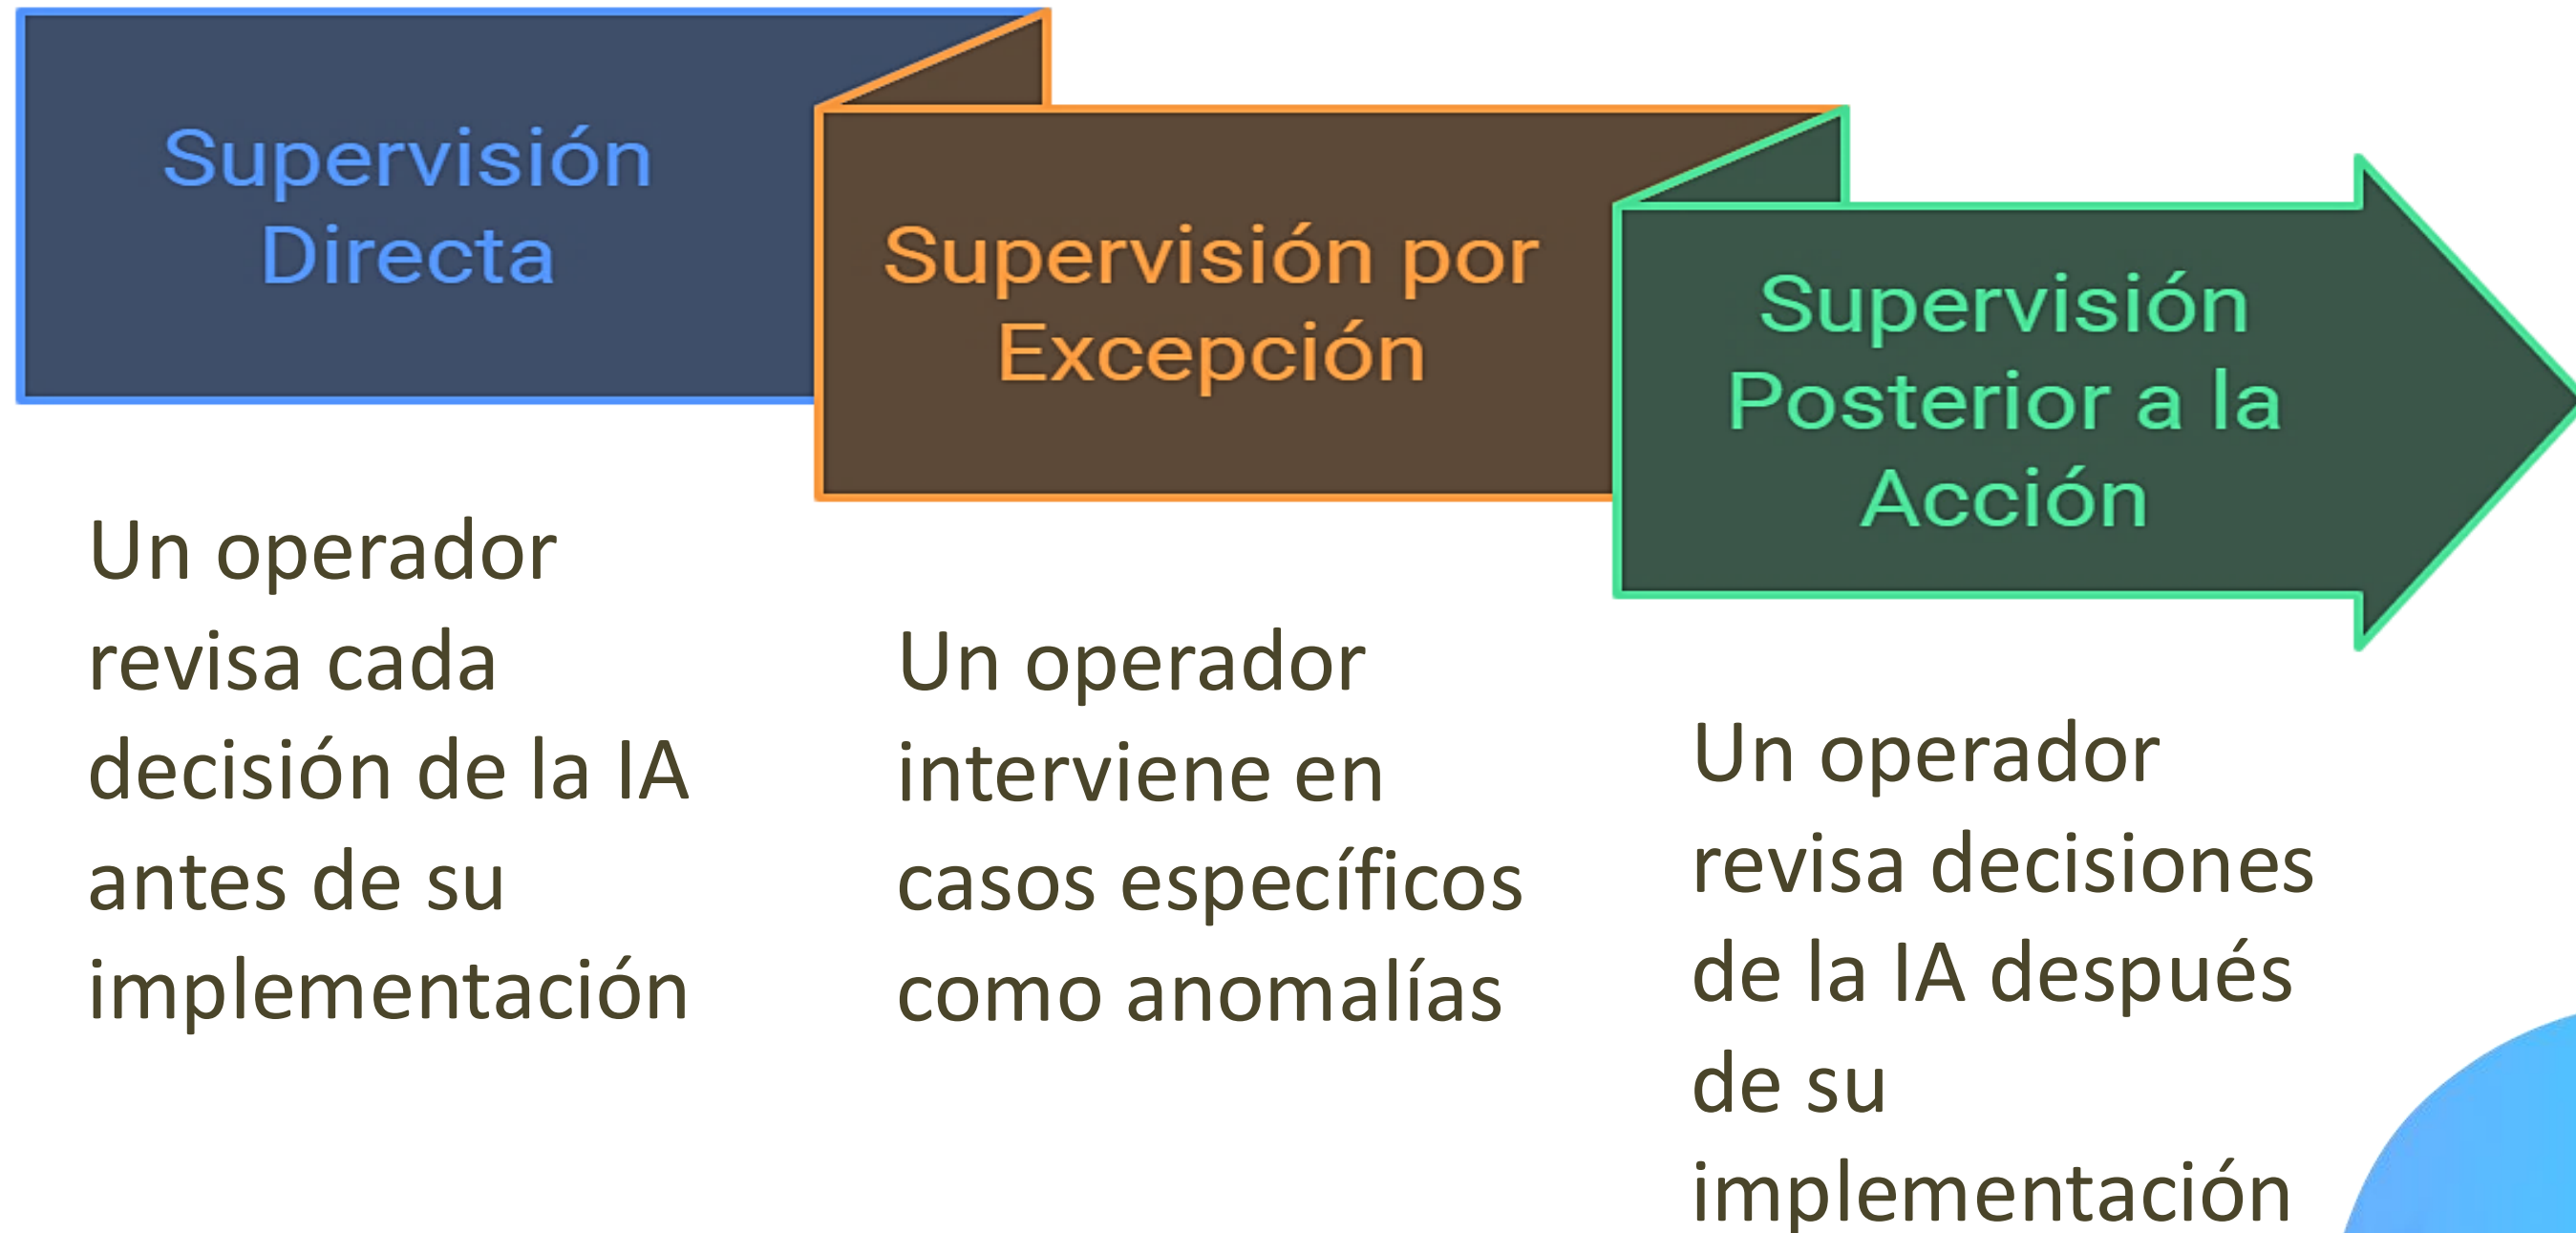 Supervisión
Directa
Un operador
revisa cada
decisión de la IA
antes de su
implementación
Supervisión por
Excepción
Un operador
interviene en
casos específicos
como anomalías
Supervisión
Posterior a la
Acción
Un operador
revisa decisiones
de la IA después
de su
implementación